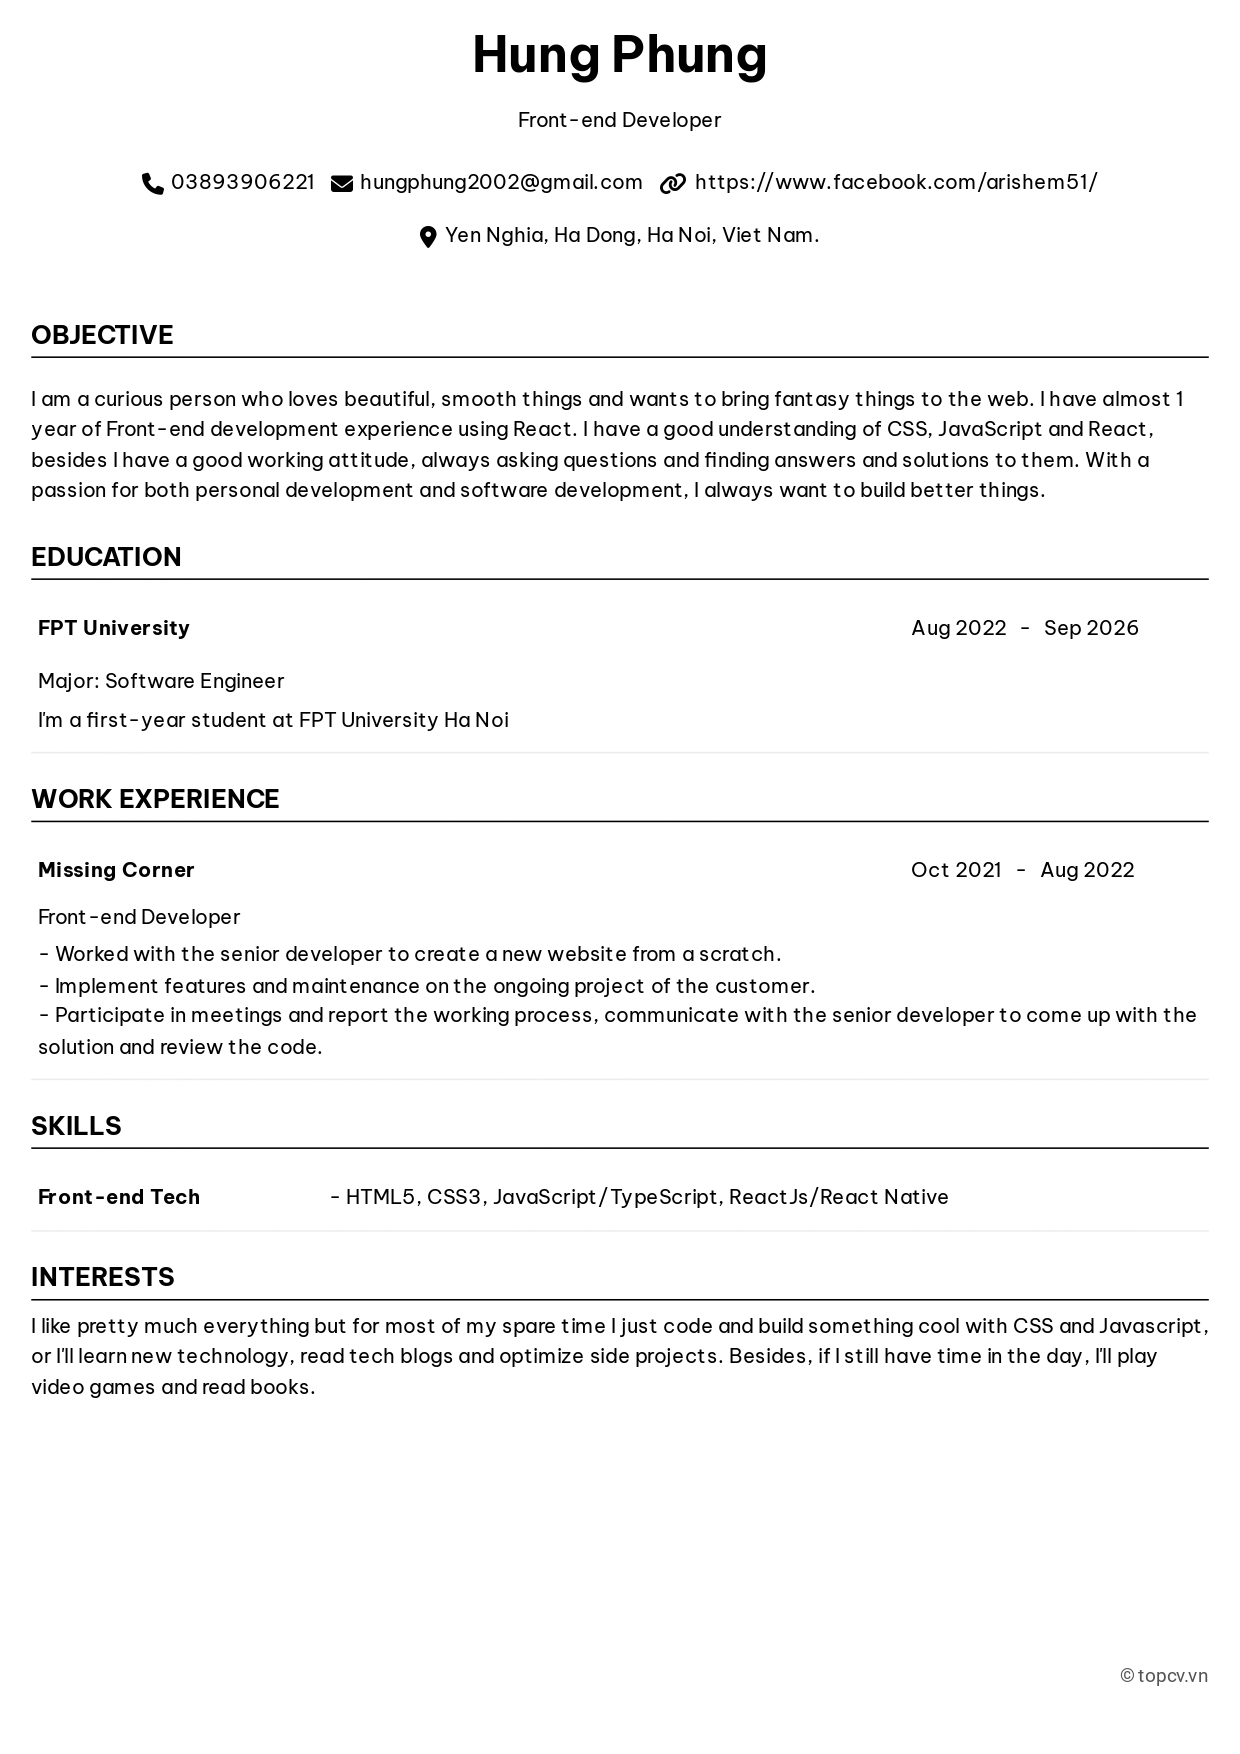 Hung Phung
Front-end Developer
03893906221 hungphung2002@gmail.com https://www.facebook.com/arishem51/
Yen Nghia, Ha Dong, Ha Noi, Viet Nam.
OBJECTIVE
I am a curious person who loves beautiful, smooth things and wants to bring fantasy things to the web. I have almost 1
year of Front-end development experience using React. I have a good understanding of CSS, JavaScript and React,
besides I have a good working attitude, always asking questions and finding answers and solutions to them. With a
passion for both personal development and software development, I always want to build better things.
EDUCATION
FPT University Aug 2022 - Sep 2026
Major: Software Engineer
I'm a first-year student at FPT University Ha Noi
WORK EXPERIENCE
Missing Corner Oct 2021 - Aug 2022
Front-end Developer
- Worked with the senior developer to create a new website from a scratch.
- Implement features and maintenance on the ongoing project of the customer.
- Participate in meetings and report the working process, communicate with the senior developer to come up with the
solution and review the code.
SKILLS
Front-end Tech - HTML5, CSS3, JavaScript/TypeScript, ReactJs/React Native
INTERESTS
I like pretty much everything but for most of my spare time I just code and build something cool with CSS and Javascript,
or I'll learn new technology, read tech blogs and optimize side projects. Besides, if I still have time in the day, I'll play
video games and read books.
© topcv.vn